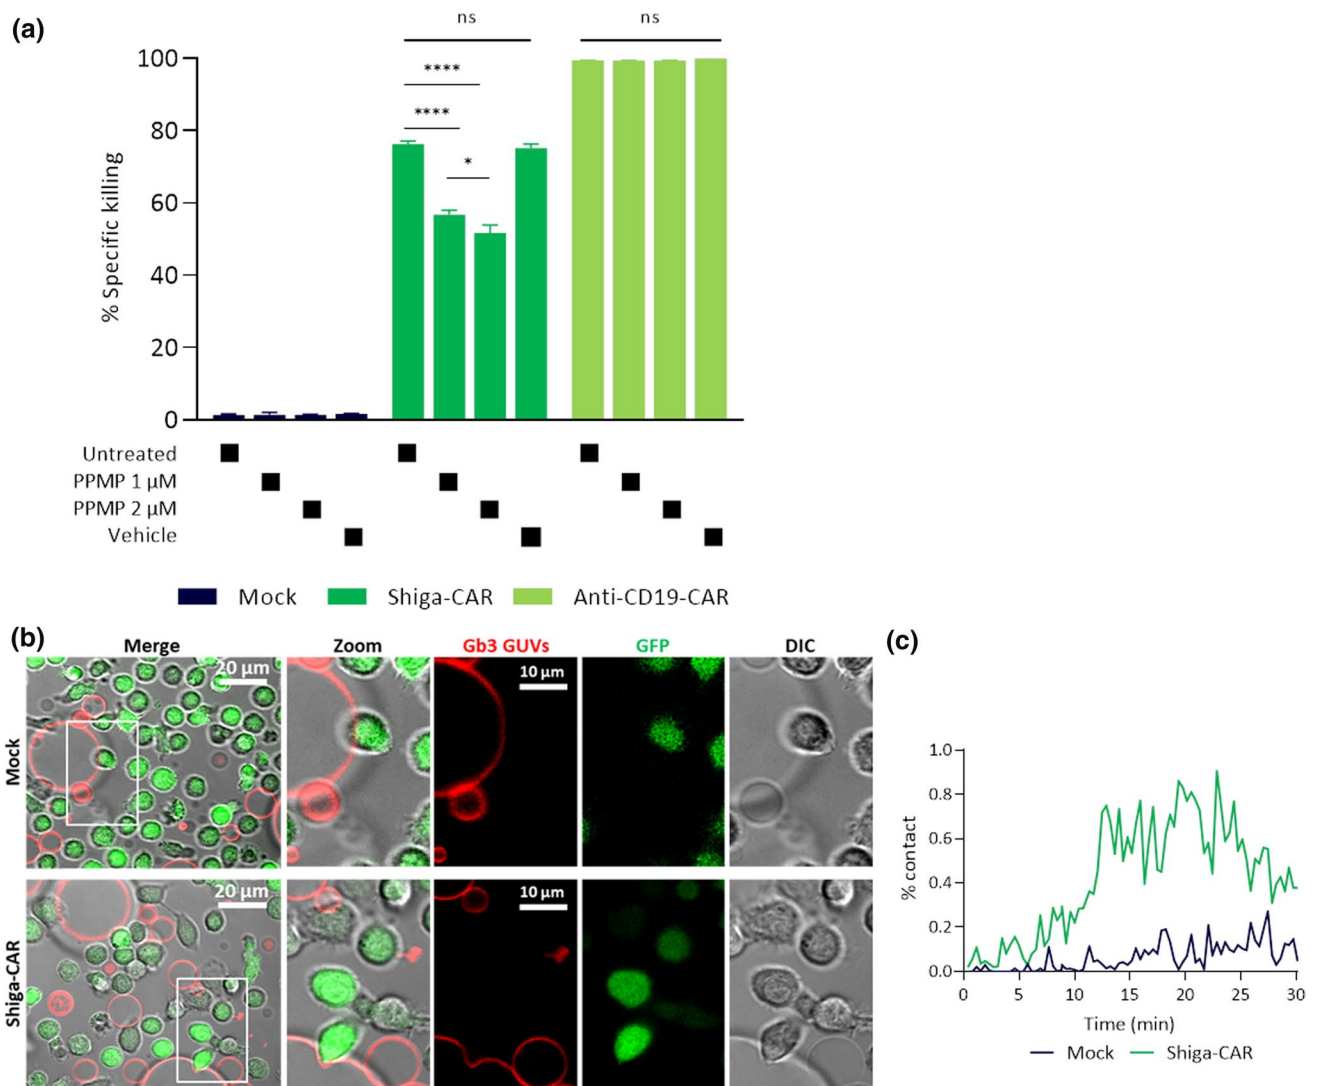 (a)
ns ns
****
****
*
% Specific killing
100
80
60
40
20
0
Untreated
PPMP 1 µM
PPMP 2 µM
Vehicle
Mock Shiga-CAR Anti-CD19-CAR
(b)
Merge Zoom Gb3 GUVs GFP DIC
Mock
20 µm 10 µm
Shiga-CAR
20 µm 10 µm
(c)
% contact
1.0
0.8
0.6
0.4
0.2
0.0
0 5 10 15 20 25 30
Time (min)
Mock Shiga-CAR